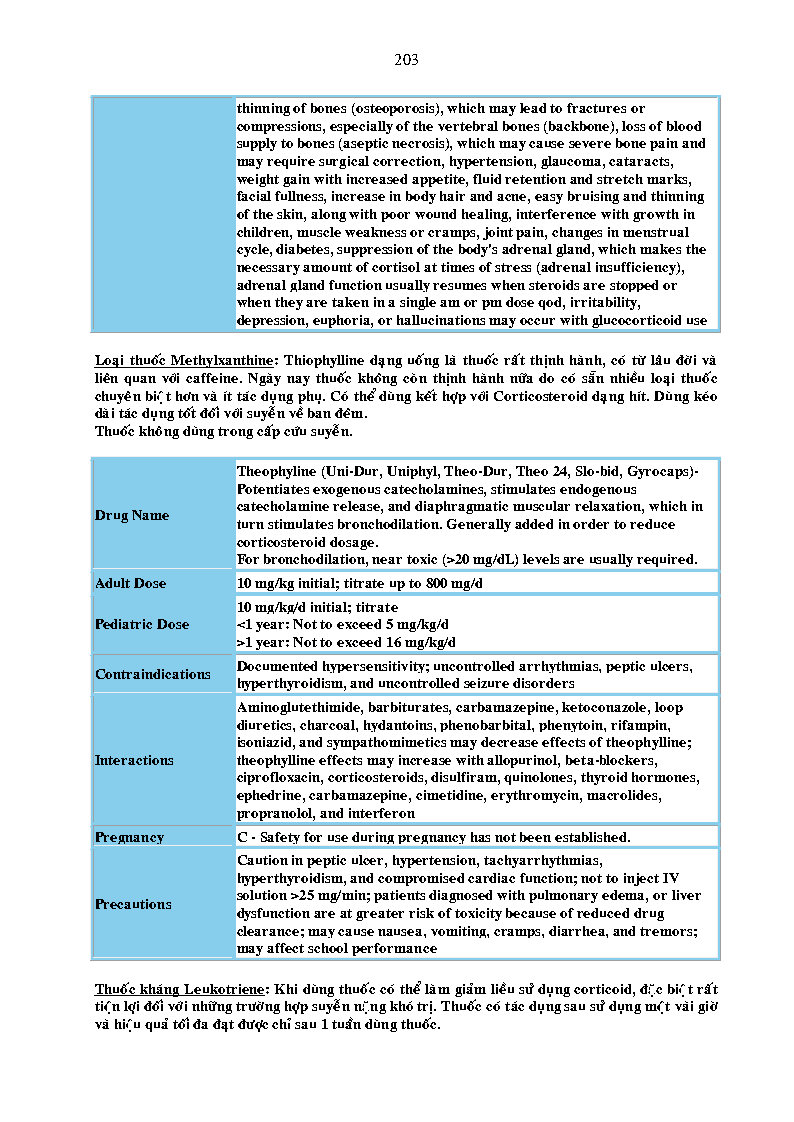 203
thinning of bones (osteoporosis), which may lead to fractures or
compressions, especially of the vertebral bones (backbone), loss of blood
supply to bones (aseptic necrosis), which may cause severe bone pain and
may require surgical correction, hypertension, glaucoma, cataracts,
weight gain with increased appetite, fluid retention and stretch marks,
facial fullness, increase in body hair and acne, easy bruising and thinning
of the skin, along with poor wound healing, interference with growth in
children, muscle weakness or cramps, joint pain, changes in menstrual
cycle, diabetes, suppression of the body's adrenal gland, which makes the
necessary amount of cortisol at times of stress (adrenal insufficiency),
adrenal gland function usually resumes when steroids are stopped or
when they are taken in a single am or pm dose qod, irritability,
depression, euphoria, or hallucinations may occur with glucocorticoid use
Loại thuốc Methylxanthine: Thiophylline dạng uống là thuốc rất thịnh hành, có từ lâu đời và
liên quan với caffeine. Ngày nay thuốc không còn thịnh hành nữa do có sẵn nhiều loại thuốc
chuyên biệt hơn và ít tác dụng phụ. Có thể dùng kết hợp với Corticosteroid dạng hít. Dùng kéo
dài tác dụng tốt đối với suyễn về ban đêm.
Thuốc không dùng trong cấp cứu suyễn.
Drug Name
Theophyline (Uni-Dur, Uniphyl, Theo-Dur, Theo 24, Slo-bid, Gyrocaps)-
Potentiates exogenous catecholamines, stimulates endogenous
catecholamine release, and diaphragmatic muscular relaxation, which in
turn stimulates bronchodilation. Generally added in order to reduce
corticosteroid dosage.
For bronchodilation, near toxic (>20 mg/dL) levels are usually required.
Adult Dose
10 mg/kg initial; titrate up to 800 mg/d
Pediatric Dose
10 mg/kg/d initial; titrate
<1 year: Not to exceed 5 mg/kg/d
>1 year: Not to exceed 16 mg/kg/d
Contraindications
Documented hypersensitivity; uncontrolled arrhythmias, peptic ulcers,
hyperthyroidism, and uncontrolled seizure disorders
Interactions
Aminoglutethimide, barbiturates, carbamazepine, ketoconazole, loop
diuretics, charcoal, hydantoins, phenobarbital, phenytoin, rifampin,
isoniazid, and sympathomimetics may decrease effects of theophylline;
theophylline effects may increase with allopurinol, beta-blockers,
ciprofloxacin, corticosteroids, disulfiram, quinolones, thyroid hormones,
ephedrine, carbamazepine, cimetidine, erythromycin, macrolides,
propranolol, and interferon
Pregnancy
C - Safety for use during pregnancy has not been established.
Precautions
Caution in peptic ulcer, hypertension, tachyarrhythmias,
hyperthyroidism, and compromised cardiac function; not to inject IV
solution >25 mg/min; patients diagnosed with pulmonary edema, or liver
dysfunction are at greater risk of toxicity because of reduced drug
clearance; may cause nausea, vomiting, cramps, diarrhea, and tremors;
may affect school performance
Thuốc kháng Leukotriene: Khi dùng thuốc có thể làm giảm liều sử dụng corticoid, đặc biệt rất
tiện lợi đối với những trường hợp suyễn nặng khó trị. Thuốc có tác dụng sau sử dụng một vài giờ
và hiệu quả tối đa đạt được chỉ sau 1 tuần dùng thuốc.